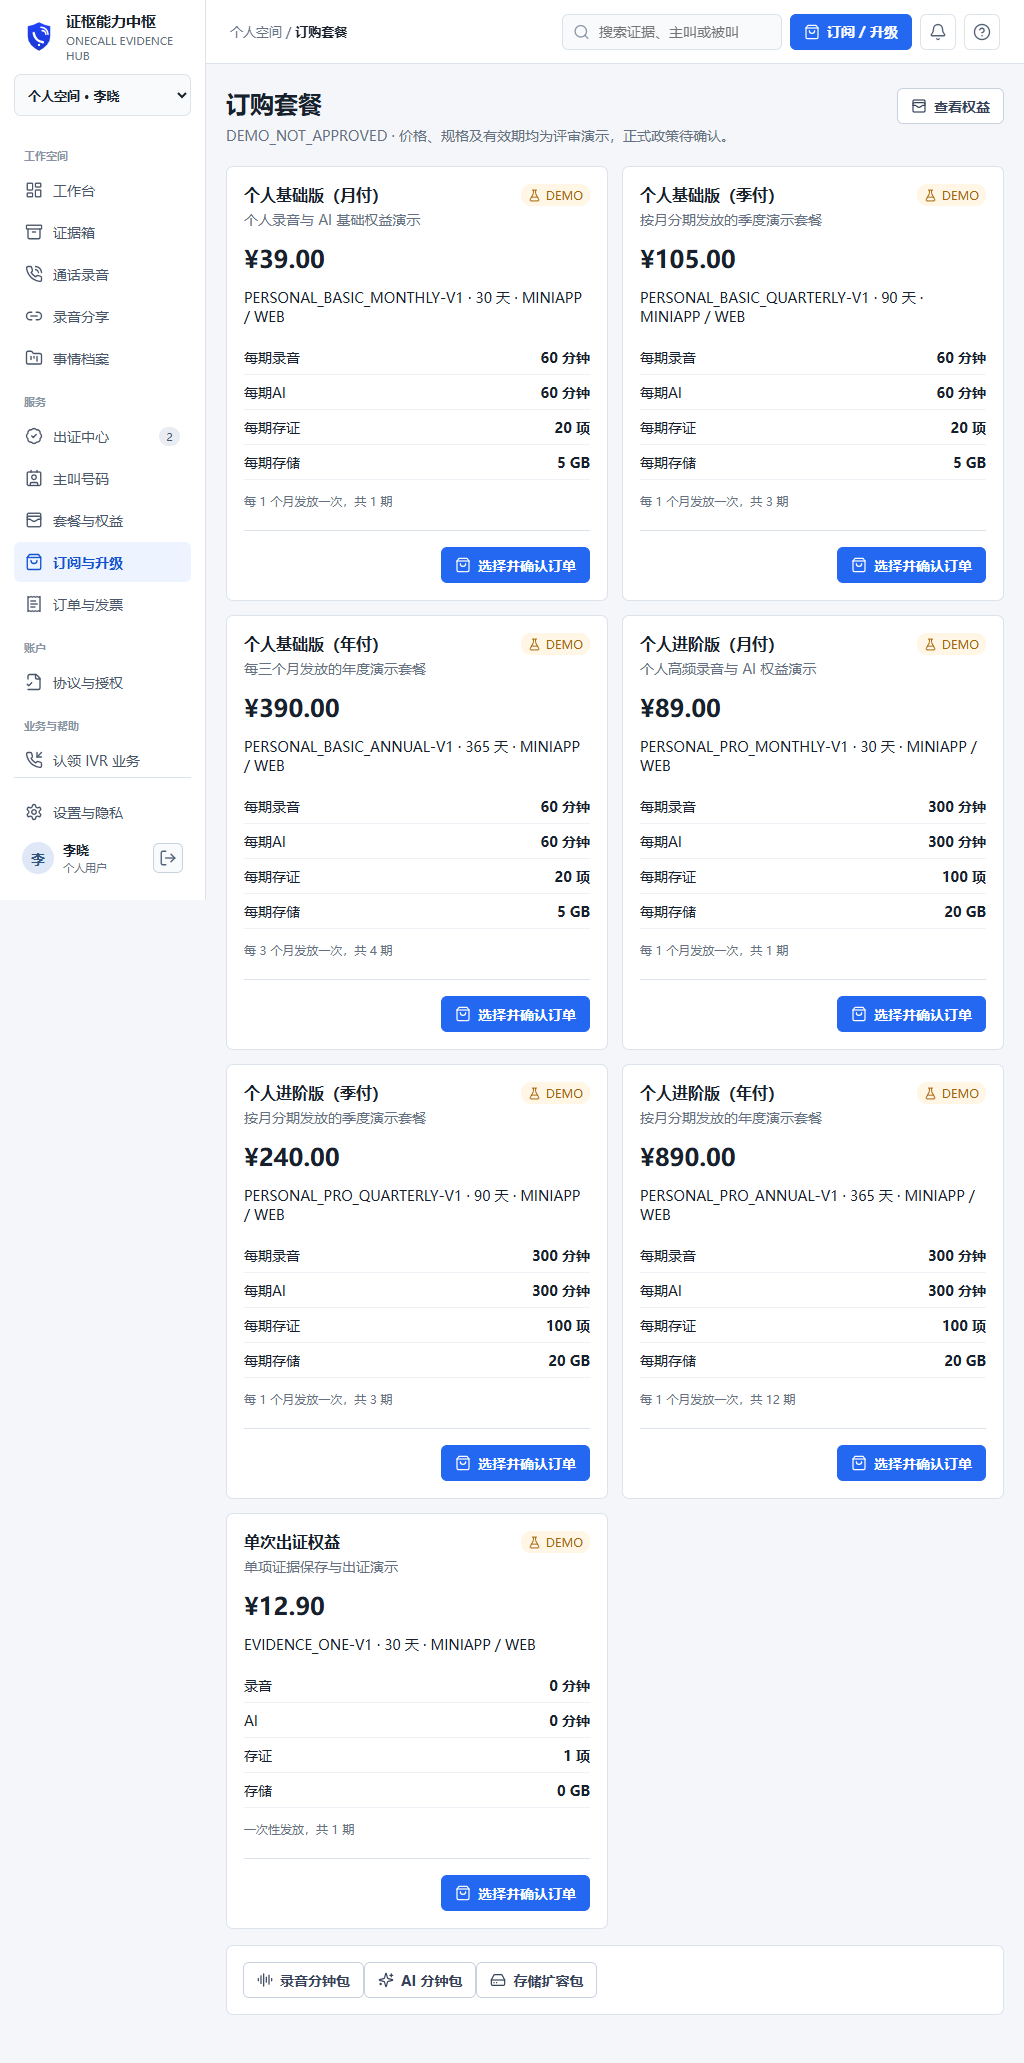 证枢能力中枢
ONECALL EVIDENCE
HUB
个人空间 • 李晓
工作空间
工作台
证据箱
通话录音
录音分享
事情档案
服务
出证中心 2
主叫号码
套餐与权益
订阅与升级
订单与发票
账户
协议与授权
业务与帮助
认领 IVR 业务
设置与隐私
李
李晓
个人用户
个人空间 / 订购套餐
搜索证据、主叫或被叫
订阅 / 升级
订购套餐
DEMO_NOT_APPROVED · 价格、规格及有效期均为评审演示，正式政策待确认。
查看权益
个人基础版（月付） DEMO
个人录音与 AI 基础权益演示
¥39.00
PERSONAL_BASIC_MONTHLY-V1 · 30 天 · MINIAPP
/ WEB
每期录音 60 分钟
每期AI 60 分钟
每期存证 20 项
每期存储 5 GB
每 1 个月发放一次，共 1 期
选择并确认订单
个人基础版（季付） DEMO
按月分期发放的季度演示套餐
¥105.00
PERSONAL_BASIC_QUARTERLY-V1 · 90 天 ·
MINIAPP / WEB
每期录音 60 分钟
每期AI 60 分钟
每期存证 20 项
每期存储 5 GB
每 1 个月发放一次，共 3 期
选择并确认订单
个人基础版（年付） DEMO
每三个月发放的年度演示套餐
¥390.00
PERSONAL_BASIC_ANNUAL-V1 · 365 天 · MINIAPP
/ WEB
每期录音 60 分钟
每期AI 60 分钟
每期存证 20 项
每期存储 5 GB
每 3 个月发放一次，共 4 期
选择并确认订单
个人进阶版（月付） DEMO
个人高频录音与 AI 权益演示
¥89.00
PERSONAL_PRO_MONTHLY-V1 · 30 天 · MINIAPP /
WEB
每期录音 300 分钟
每期AI 300 分钟
每期存证 100 项
每期存储 20 GB
每 1 个月发放一次，共 1 期
选择并确认订单
个人进阶版（季付） DEMO
按月分期发放的季度演示套餐
¥240.00
PERSONAL_PRO_QUARTERLY-V1 · 90 天 · MINIAPP
/ WEB
每期录音 300 分钟
每期AI 300 分钟
每期存证 100 项
每期存储 20 GB
每 1 个月发放一次，共 3 期
选择并确认订单
个人进阶版（年付） DEMO
按月分期发放的年度演示套餐
¥890.00
PERSONAL_PRO_ANNUAL-V1 · 365 天 · MINIAPP /
WEB
每期录音 300 分钟
每期AI 300 分钟
每期存证 100 项
每期存储 20 GB
每 1 个月发放一次，共 12 期
选择并确认订单
单次出证权益 DEMO
单项证据保存与出证演示
¥12.90
EVIDENCE_ONE-V1 · 30 天 · MINIAPP / WEB
录音 0 分钟
AI 0 分钟
存证 1 项
存储 0 GB
一次性发放，共 1 期
选择并确认订单
录音分钟包
AI 分钟包
存储扩容包